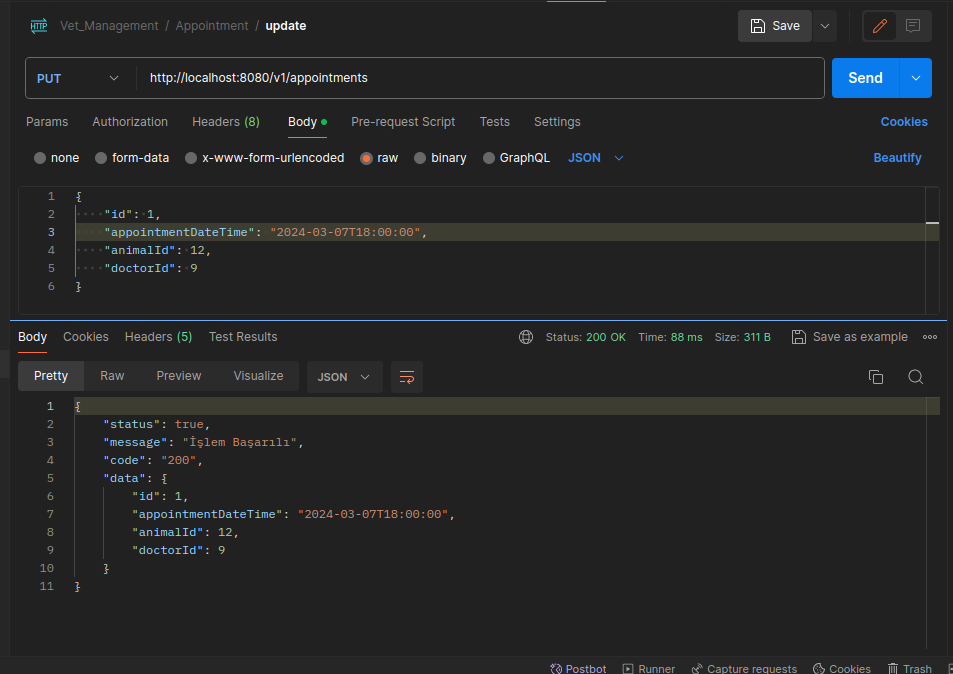 HTTP Vet_Management / Appointment / update Save
PUT http://localhost:8080/v1/appointments Send
Params Authorization Headers (8) Body Pre-request Script Tests Settings Cookies
none form-data x-www-form-urlencoded raw binary GraphQL JSON Beautify
1 {
2 "id": 1,
3 "appointmentDateTime": "2024-03-07T18:00:00",
4 "animalId": 12,
5 "doctorId": 9
6 }
Body Cookies Headers (5) Test Results Status: 200 OK Time: 88 ms Size: 311 B Save as example
Pretty Raw Preview Visualize JSON
1 {
2 "status": true,
3 "message": "İşlem Başarılı",
4 "code": "200",
5 "data": {
6 "id": 1,
7 "appointmentDateTime": "2024-03-07T18:00:00",
8 "animalId": 12,
9 "doctorId": 9
10 }
11 }
Postbot Runner Capture requests Cookies Trash